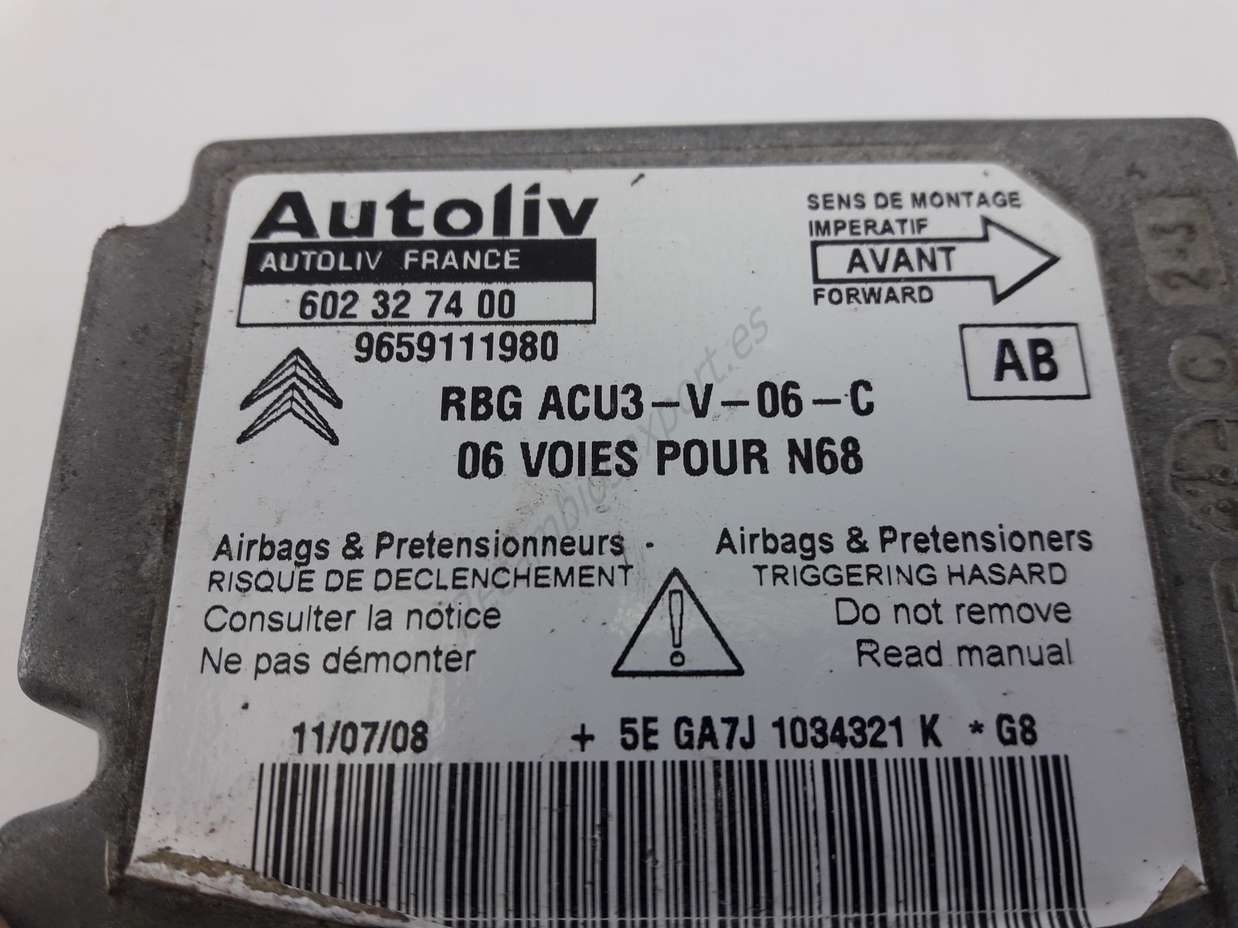 Autoliv
AUTOLIV FRANCE
602 32 74 00
9659111980
SENS DE MONTAGE
IMPERATIF
AVANT
FORWARD
AB
RBG ACU3-V-06-C
06 VOIES POUR N68
Airbags & Pretensionneurs -
RISQUE DE DECLENCHEMENT
Consulter la notice
Ne pas démonter
Airbags & Pretensioners
TRIGGERING HASARD
Do not remove
Read manual
11/07/08 + 5E GA7J 1034321 K * G8
2-3